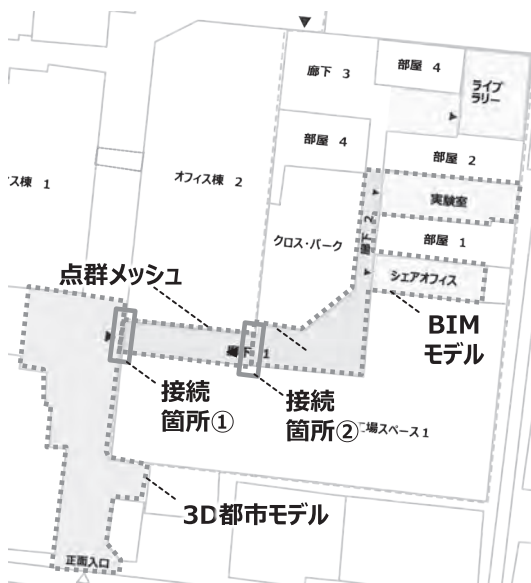 廊下 3
部屋 4
ライブ
ラリー
部屋 4
部屋 2
オフィス棟 2
ス棟 1
実験室
廊下 2
クロス・パーク
部屋 1
点群メッシュ
シェアオフィス
BIM
モデル
廊下 1
接続
箇所①
接続
箇所②
場スペース1
3D都市モデル
正面入口